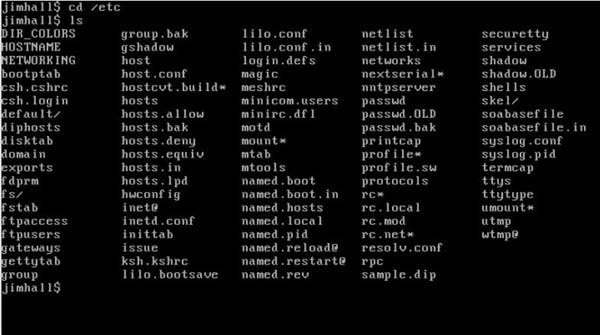 jimhall$ cd /etc
jimhall$ ls
DIR_COLORS group.bak lilo.conf netlist securetty
HOSTNAME gshadow lilo.conf.in netlist.in services
NETWORKING host login.defs networks shadow
bootptab host.conf magic nextserial* shadow.OLD
csh.cshrc hostcvt.build* meshrc nntpserver shells
csh.login hosts minicom.users passwd skel/
default/ hosts.allow minirc.dfl passwd.OLD soabasefile
diphosts hosts.bak motd passwd.bak soabasefile.in
disktab hosts.deny mount* printcap syslog.conf
domain hosts.equiv mtab profile* syslog.pid
exports hosts.in mtools profile.sw termcap
fdprm hosts.lpd named.boot protocols ttys
fs/ hwconfig named.boot.in rc* ttytype
fstab inet@ named.hosts rc.local umount*
ftpaccess inetd.conf named.local rc.mod utmp
ftpusers inittab named.pid rc.net* wtmp@
gateways issue named.reload@ resolv.conf
gettytab ksh.kshrc named.restart@ rpc
group lilo.bootsave named.rev sample.dip
jimhall$